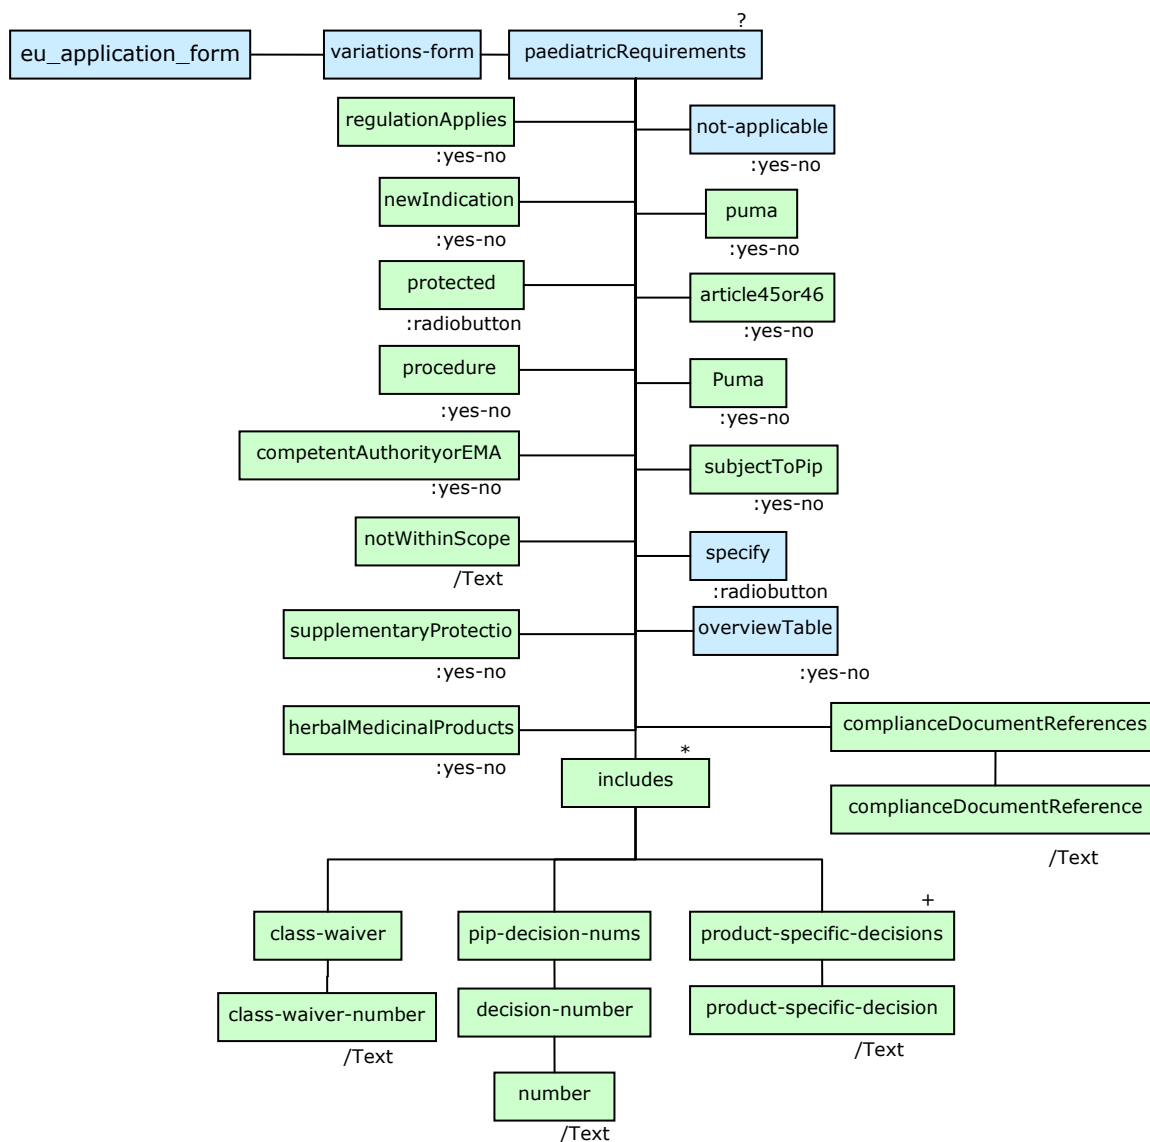 ?
eu_application_form
variations-form
paediatricRequirements
regulationApplies
:yes-no
not-applicable
:yes-no
newIndication
:yes-no
puma
:yes-no
protected
:radiobutton
article45or46
:yes-no
procedure
:yes-no
Puma
:yes-no
competentAuthorityorEMA
:yes-no
subjectToPip
:yes-no
notWithinScope
/Text
specify
:radiobutton
supplementaryProtectio
:yes-no
overviewTable
:yes-no
herbalMedicinalProducts
:yes-no
complianceDocumentReferences
*
includes
complianceDocumentReference
/Text
class-waiver
pip-decision-nums
+
product-specific-decisions
class-waiver-number
/Text
decision-number
product-specific-decision
/Text
number
/Text